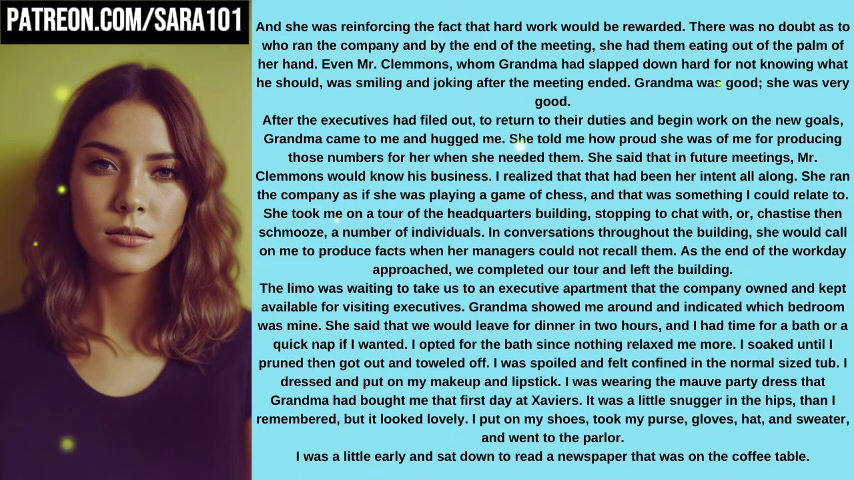 PATREON.COM/SARA101
And she was reinforcing the fact that hard work would be rewarded. There was no doubt as to
who ran the company and by the end of the meeting, she had them eating out of the palm of
her hand. Even Mr. Clemmons, whom Grandma had slapped down hard for not knowing what
he should, was smiling and joking after the meeting ended. Grandma was good; she was very
good.
After the executives had filed out, to return to their duties and begin work on the new goals,
Grandma came to me and hugged me. She told me how proud she was of me for producing
those numbers for her when she needed them. She said that in future meetings, Mr.
Clemmons would know his business. I realized that that had been her intent all along. She ran
the company as if she was playing a game of chess, and that was something I could relate to.
She took me on a tour of the headquarters building, stopping to chat with, or, chastise then
schmooze, a number of individuals. In conversations throughout the building, she would call
on me to produce facts when her managers could not recall them. As the end of the workday
approached, we completed our tour and left the building.
The limo was waiting to take us to an executive apartment that the company owned and kept
available for visiting executives. Grandma showed me around and indicated which bedroom
was mine. She said that we would leave for dinner in two hours, and I had time for a bath or a
quick nap if I wanted. I opted for the bath since nothing relaxed me more. I soaked until I
pruned then got out and toweled off. I was spoiled and felt confined in the normal sized tub. I
dressed and put on my makeup and lipstick. I was wearing the mauve party dress that
Grandma had bought me that first day at Xaviers. It was a little snugger in the hips, than I
remembered, but it looked lovely. I put on my shoes, took my purse, gloves, hat, and sweater,
and went to the parlor.
I was a little early and sat down to read a newspaper that was on the coffee table.